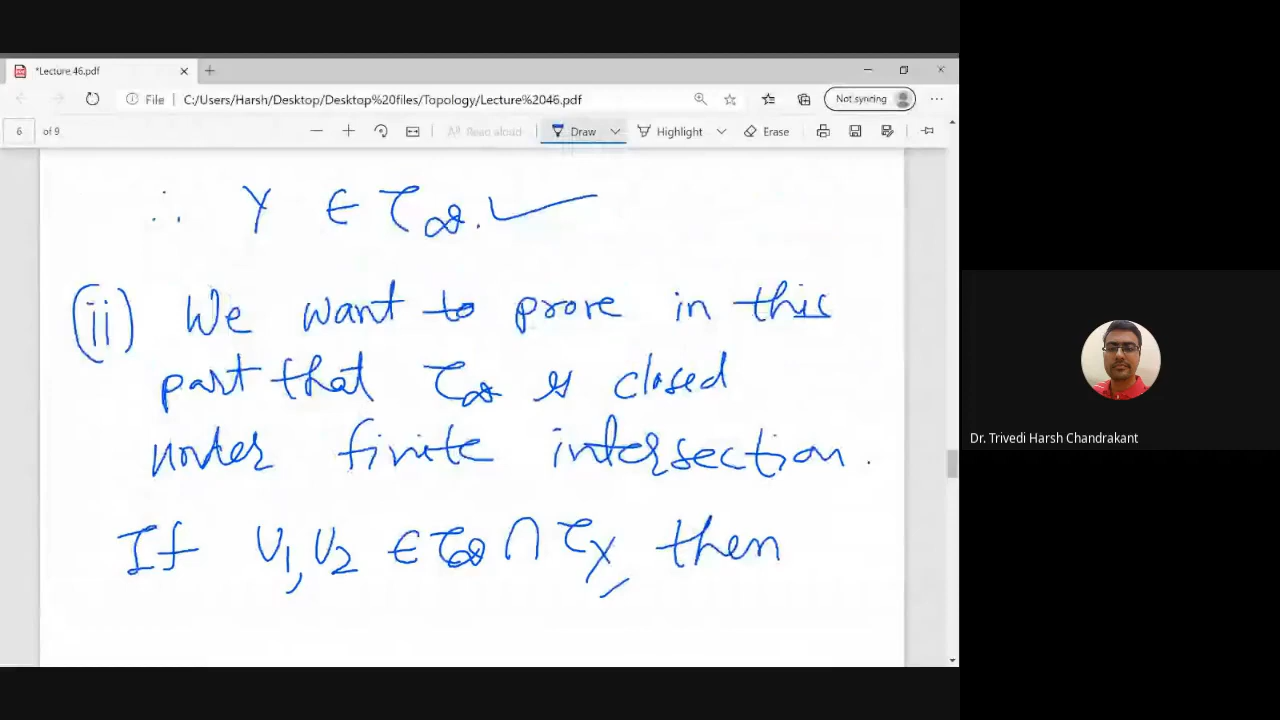 *Lecture 46.pdf
File | C:/Users/Harsh/Desktop/Desktop%20files/Topology/Lecture%2046.pdf
Not syncing
6 of 9
Read aloud
Draw
Highlight
Erase
∴ Y ∈ τ∞.
(ii) We want to prove in this
part that τ∞ is closed
under finite intersection.
If U₁, U₂ ∈ τ∞ ∩ τ_X, then
Dr. Trivedi Harsh Chandrakant